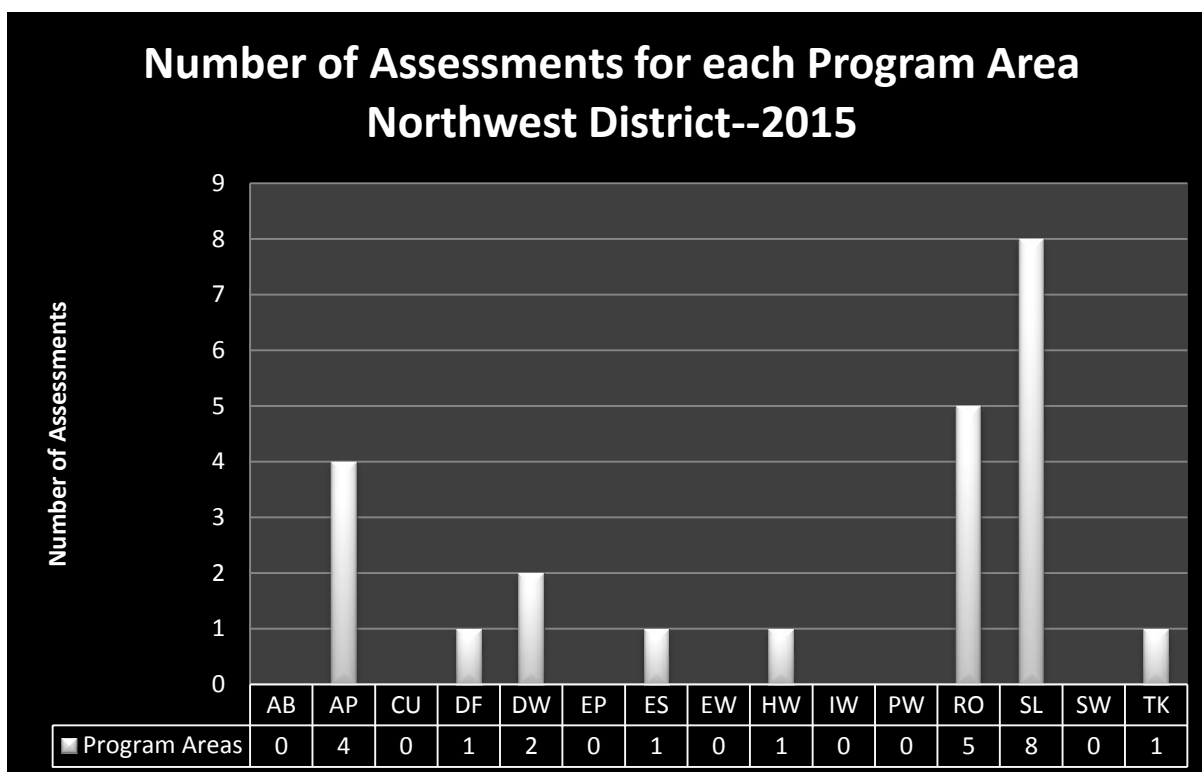 Number of Assessments for each Program Area
Northwest District--2015
Number of Assessments
9
8
7
6
5
4
3
2
1
0
AB AP CU DF DW EP ES EW HW IW PW RO SL SW TK
Program Areas 0 4 0 1 2 0 1 0 1 0 0 5 8 0 1